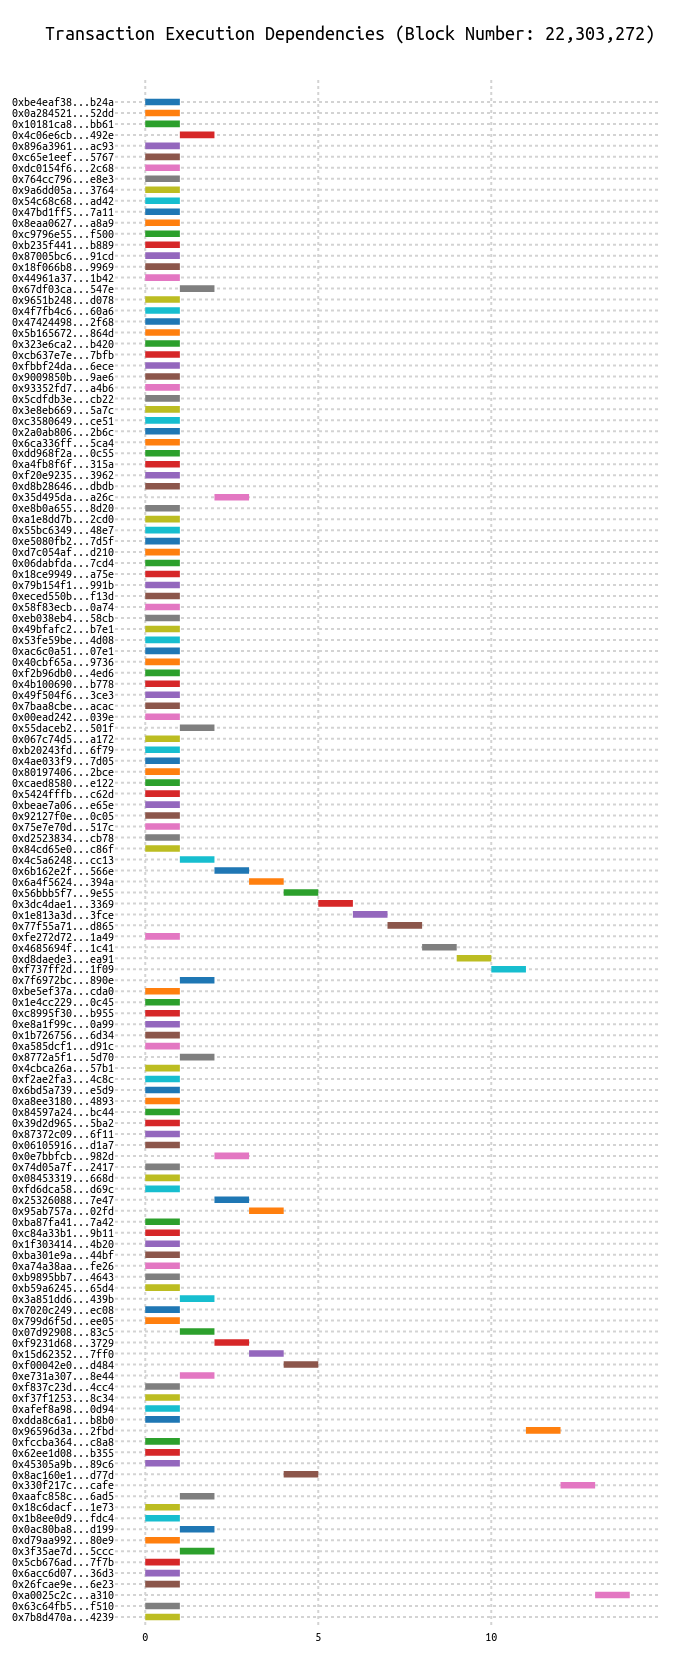 Transaction Execution Dependencies (Block Number: 22,303,272)
0xbe4eaf38...b24a
0x0a284521...52dd
0x10181ca8...bb61
0x4c06e6cb...492e
0x896a3961...ac93
0xc65e1eef...5767
0xdc0154f6...2c68
0x764cc796...e8e3
0x9a6dd05a...3764
0x54c68c68...ad42
0x47bd1ff5...7a11
0x8eaa0627...a8a9
0xc9796e55...f500
0xb235f441...b889
0x87005bc6...91cd
0x18f066b8...9969
0x44961a37...1b42
0x67df03ca...547e
0x9651b248...d078
0x4f7fb4c6...60a6
0x47424498...2f68
0x5b165672...864d
0x323e6ca2...b420
0xcb637e7e...7bfb
0xfbbf24da...6ece
0x9009850b...9ae6
0x93352fd7...a4b6
0x5cdfdb3e...cb22
0x3e8eb669...5a7c
0xc3580649...ce51
0x2a0ab806...2b6c
0x6ca336ff...5ca4
0xdd968f2a...0c55
0xa4fb8f6f...315a
0xf20e9235...3962
0xd8b28646...dbdb
0x35d495da...a26c
0xe8b0a655...8d20
0xa1e8dd7b...2cd0
0x55bc6349...48e7
0xe5080fb2...7d5f
0xd7c054af...d210
0x06dabfda...7cd4
0x18ce9949...a75e
0x79b154f1...991b
0xeced550b...f13d
0x58f83ecb...0a74
0xeb038eb4...58cb
0x49bfafc2...b7e1
0x53fe59be...4d08
0xac6c0a51...07e1
0x40cbf65a...9736
0xf2b96db0...4ed6
0x4b100690...b778
0x49f504f6...3ce3
0x7baa8cbe...acac
0x00ead242...039e
0x55daceb2...501f
0x067c74d5...a172
0xb20243fd...6f79
0x4ae033f9...7d05
0x80197406...2bce
0xcaed8580...e122
0x5424fffb...c62d
0xbeae7a06...e65e
0x92127f0e...0c05
0x75e7e70d...517c
0xd2523834...cb78
0x84cd65e0...c86f
0x4c5a6248...cc13
0x6b162e2f...566e
0x6a4f5624...394a
0x56bbb5f7...9e55
0x3dc4dae1...3369
0x1e813a3d...3fce
0x77f55a71...d865
0xfe272d72...1a49
0x4685694f...1c41
0xd8daede3...ea91
0xf737ff2d...1f09
0x7f6972bc...890e
0xbe5ef37a...cda0
0x1e4cc229...0c45
0xc8995f30...b955
0xe8a1f99c...0a99
0x1b726756...6d34
0xa585dcf1...d91c
0x8772a5f1...5d70
0x4cbca26a...57b1
0xf2ae2fa3...4c8c
0x6bd5a739...e5d9
0xa8ee3180...4893
0x84597a24...bc44
0x39d2d965...5ba2
0x87372c09...6f11
0x06105916...d1a7
0x0e7bbfcb...982d
0x74d05a7f...2417
0x08453319...668d
0xfd6dca58...d69c
0x25326088...7e47
0x95ab757a...02fd
0xba87fa41...7a42
0xc84a33b1...9b11
0x1f303414...4b20
0xba301e9a...44bf
0xa74a38aa...fe26
0xb9895bb7...4643
0xb59a6245...65d4
0x3a851dd6...439b
0x7020c249...ec08
0x799d6f5d...ee05
0x07d92908...83c5
0xf9231d68...3729
0x15d62352...7ff0
0xf00042e0...d484
0xe731a307...8e44
0xf837c23d...4cc4
0xf37f1253...8c34
0xafef8a98...0d94
0xdda8c6a1...b8b0
0x96596d3a...2fbd
0xfccba364...c8a8
0x62ee1d08...b355
0x45305a9b...89c6
0x8ac160e1...d77d
0x330f217c...cafe
0xaafc858c...6ad5
0x18c6dacf...1e73
0x1b8ee0d9...fdc4
0x0ac80ba8...d199
0xd79aa992...80e9
0x3f35ae7d...5ccc
0x5cb676ad...7f7b
0x6acc6d07...36d3
0x26fcae9e...6e23
0xa0025c2c...a310
0x63c64fb5...f510
0x7b8d470a...4239
0 5 10